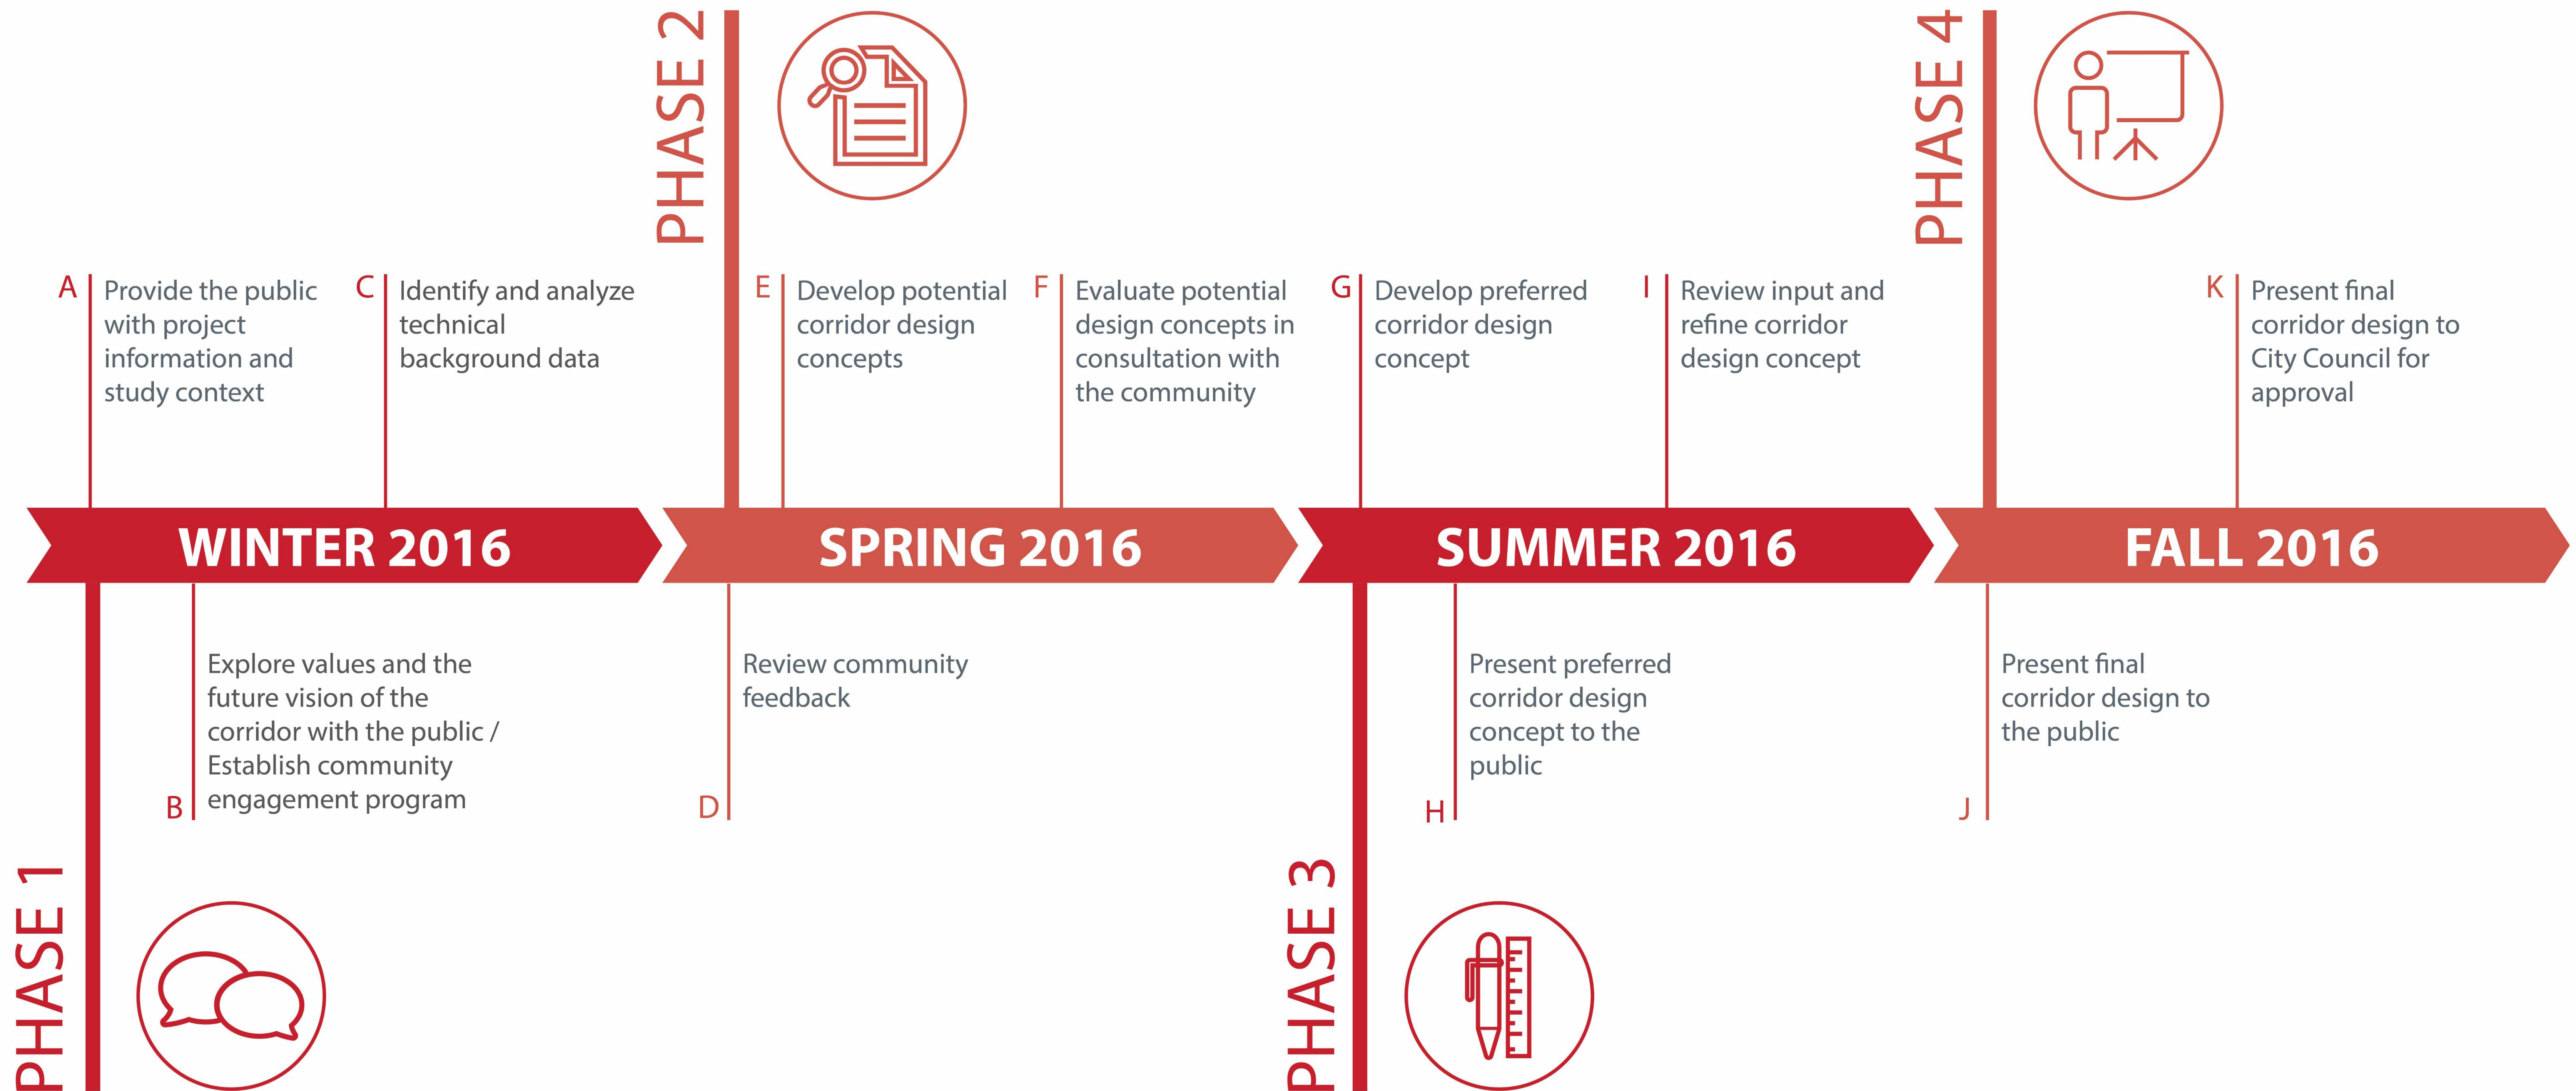 PHASE 1
A
Provide the public
with project
information and
study context
B
Explore values and the
future vision of the
corridor with the public /
Establish community
engagement program
C
Identify and analyze
technical
background data
WINTER 2016
PHASE 2
D
Review community
feedback
E
Develop potential
corridor design
concepts
F
Evaluate potential
design concepts in
consultation with
the community
SPRING 2016
PHASE 3
G
Develop preferred
corridor design
concept
H
Present preferred
corridor design
concept to the
public
I
Review input and
refine corridor
design concept
SUMMER 2016
PHASE 4
J
Present final
corridor design to
the public
K
Present final
corridor design to
City Council for
approval
FALL 2016